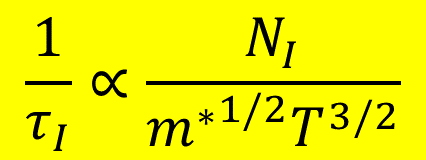 1/τ_I ∝ N_I/(m*^{1/2}T^{3/2})